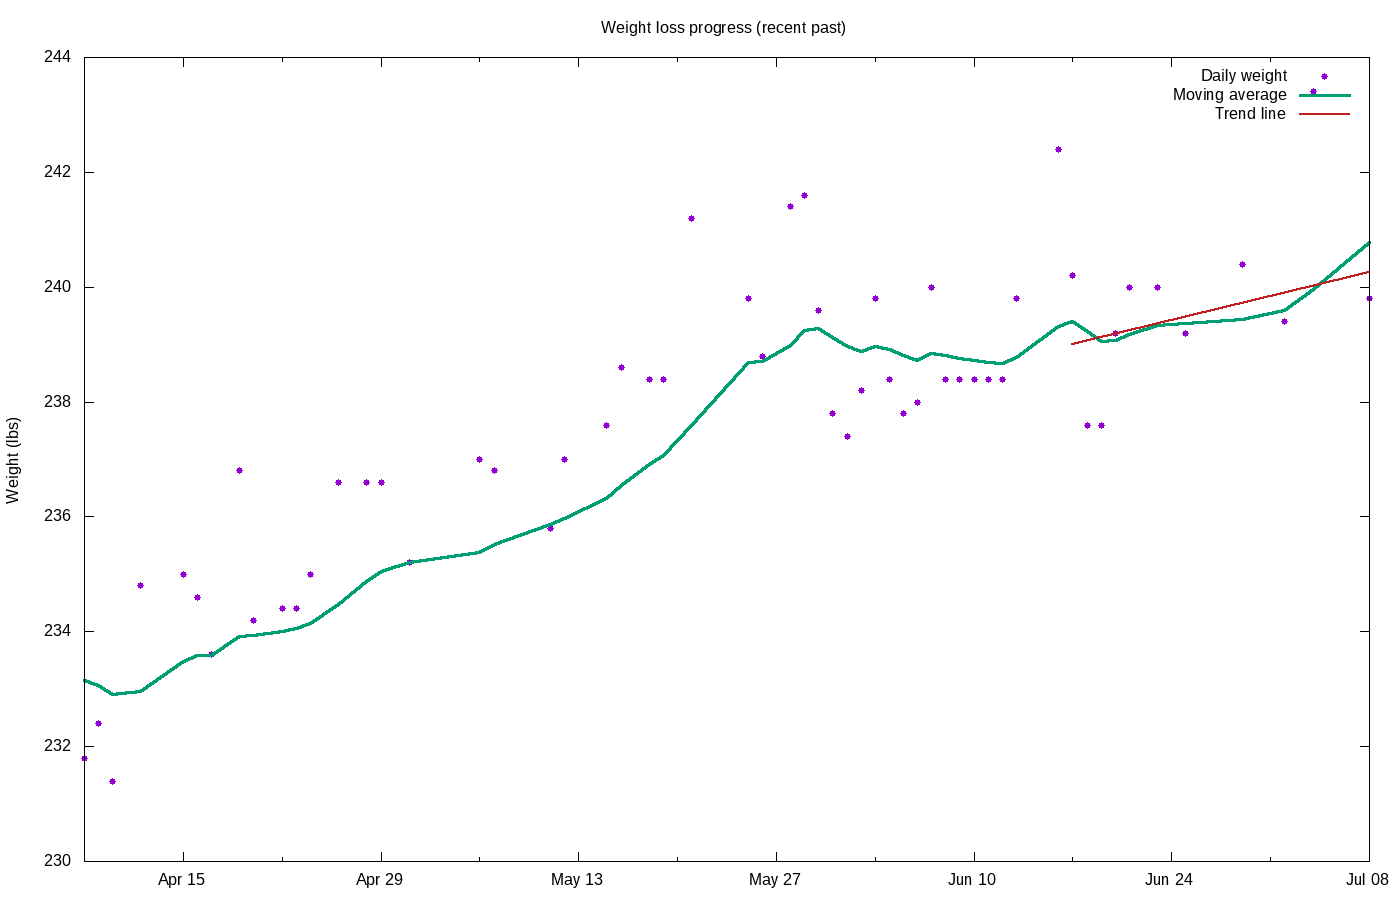 Weight loss progress (recent past)
244
Daily weight
Moving average
Trend line
242
240
238
Weight (lbs)
236
234
232
230
Apr 15 Apr 29 May 13 May 27 Jun 10 Jun 24 Jul 08